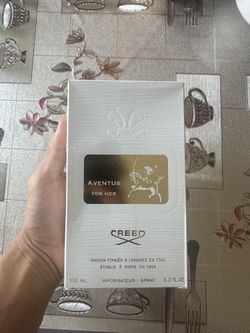 AVENTUS
FOR HER
CREED
MAISON FONDÉE À LONDRES EN 1760
ÉTABLIE À PARIS EN 1854
100 ML VAPORISATEUR - SPRAY 3.3 FL OZ